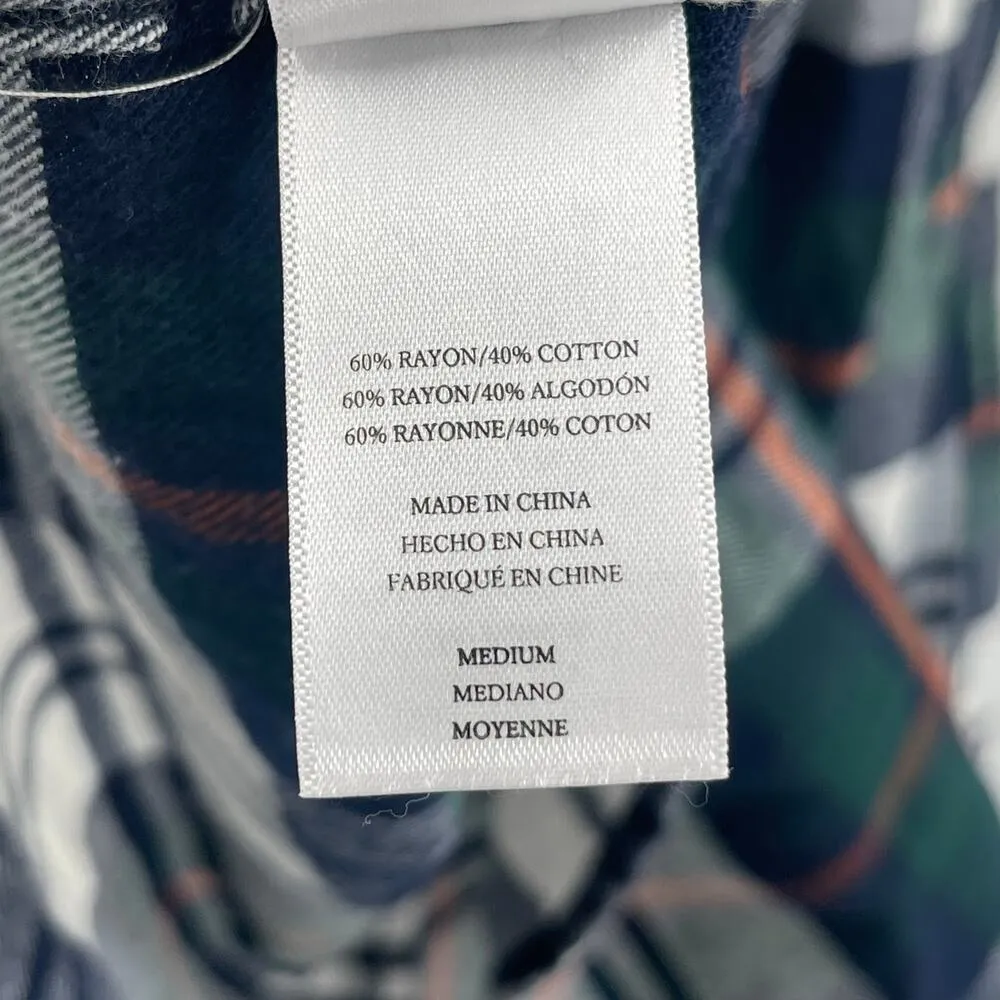 60% RAYON/40% COTTON
60% RAYON/40% ALGODÓN
60% RAYONNE/40% COTON
MADE IN CHINA
HECHO EN CHINA
FABRIQUÉ EN CHINE
MEDIUM
MEDIANO
MOYENNE